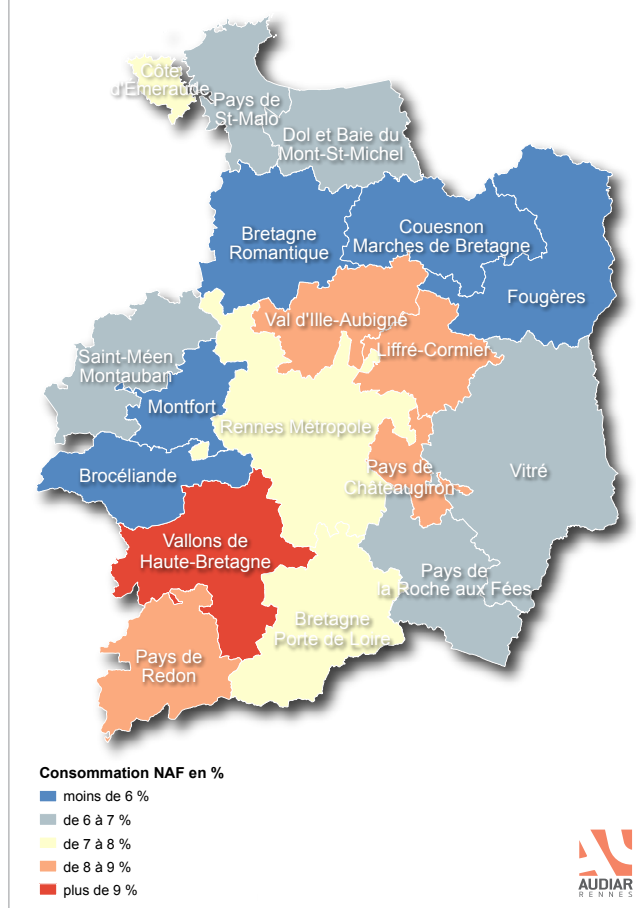 Côte
d'Emeraude
Pays de
St-Malo
Dol et Baie du
Mont-St-Michel
Bretagne
Romantique
Couesnon
Marches de Bretagne
Fougères
Val d'Ille-Aubigné
Liffré-Cormier
Saint-Méen
Montauban
Montfort
Rennes Métropole
Brocéliande
Pays de
Châteaugiron
Vitré
Vallons de
Haute-Bretagne
Pays de
la Roche aux Fées
Bretagne
Porte de Loire
Pays de
Redon
Consommation NAF en %
moins de 6 %
de 6 à 7 %
de 7 à 8 %
de 8 à 9 %
plus de 9 %
AUDIAR
RENNES